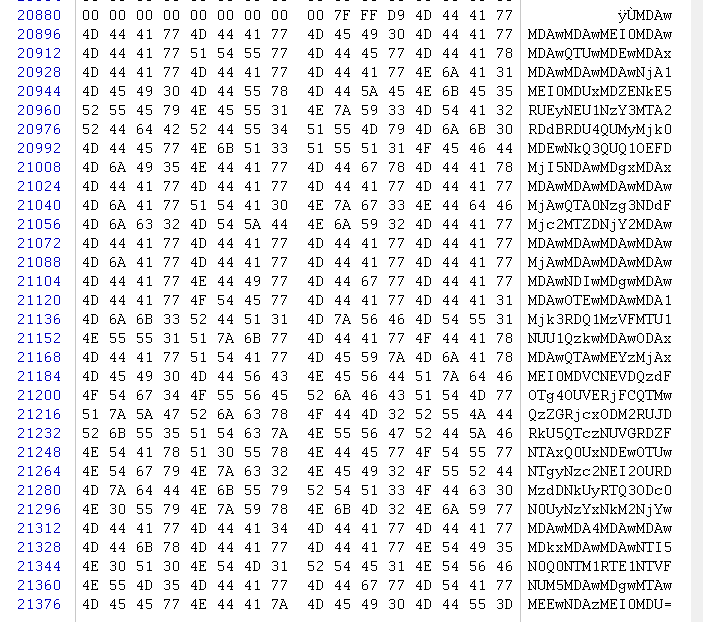 20880 00 00 00 00 00 00 00 00 00 7F FF D9 4D 44 41 77 ÿÙMDAw
20896 4D 44 41 77 4D 44 41 77 4D 45 49 30 4D 44 41 77 MDAwMDAwMEI0MDAw
20912 4D 44 41 77 51 54 55 77 4D 44 45 77 4D 44 41 78 MDAwQTUwMDEwMDAx
20928 4D 44 41 77 4D 44 41 77 4D 44 41 77 4E 6A 41 31 MDAwMDAwMDAwNjA1
20944 4D 45 49 30 4D 44 55 78 4D 44 5A 45 4E 6B 45 35 MEI0MDUxMDZENkE5
20960 52 55 45 79 4E 45 55 31 4E 7A 59 33 4D 54 41 32 RUEyNEU1NzY3MTA2
20976 52 44 64 42 52 44 55 34 51 55 4D 79 4D 6A 6B 30 RDdBRDU4QUMyMjk0
20992 4D 44 45 77 4E 6B 51 33 51 55 51 31 4F 45 46 44 MDEwNkQ3QUQ1OEFD
21008 4D 6A 49 35 4E 44 41 77 4D 44 67 78 4D 44 41 78 MjI5NDAwMDgxMDAx
21024 4D 44 41 77 4D 44 41 77 4D 44 41 77 4D 44 41 77 MDAwMDAwMDAwMDAw
21040 4D 6A 41 77 51 54 41 30 4E 7A 67 33 4E 44 64 46 MjAwQTA0Nzg3NDdF
21056 4D 6A 63 32 4D 54 5A 44 4E 6A 59 32 4D 44 41 77 Mjc2MTZDNjY2MDAw
21072 4D 44 41 77 4D 44 41 77 4D 44 41 77 4D 44 41 77 MDAwMDAwMDAwMDAw
21088 4D 6A 41 77 4D 44 41 77 4D 44 41 77 4D 44 41 77 MjAwMDAwMDAwMDAw
21104 4D 44 41 77 4E 44 49 77 4D 44 67 77 4D 44 41 77 MDAwNDIwMDgwMDAw
21120 4D 44 41 77 4F 54 45 77 4D 44 41 77 4D 44 41 31 MDAwOTEwMDAwMDA1
21136 4D 6A 6B 33 52 44 51 31 4D 7A 56 46 4D 54 55 31 Mjk3RDQ1MzVFMTU1
21152 4E 55 55 31 51 7A 6B 77 4D 44 41 77 4F 44 41 78 NUU1QzkwMDAwODAx
21168 4D 44 41 77 51 54 41 77 4D 45 59 7A 4D 6A 41 78 MDAwQTAwMEYzMjAx
21184 4D 45 49 30 4D 44 56 43 4E 45 56 44 51 7A 64 46 MEI0MDVCNEVDQzdF
21200 4F 54 67 34 4F 55 56 45 52 6A 46 43 51 54 4D 77 OTg4OUVERjFCQTMw
21216 51 7A 5A 47 52 6A 63 78 4F 44 4D 32 52 55 4A 44 QzZGRjcxODM2RUJD
21232 52 6B 55 35 51 54 63 7A 4E 55 56 47 52 44 5A 46 RkU5QTczNUVGRDZF
21248 4E 54 41 78 51 30 55 78 4E 44 45 77 4F 54 55 77 NTAxQ0UxNDEwOTUw
21264 4E 54 67 79 4E 7A 63 32 4E 45 49 32 4F 55 52 44 NTgyNzc2NEI2OURD
21280 4D 7A 64 44 4E 6B 55 79 52 54 51 33 4F 44 63 30 MzdDNkUyRTQ3ODc0
21296 4E 30 55 79 4E 7A 59 78 4E 6B 4D 32 4E 6A 59 77 N0UyNzYxNkM2NjYw
21312 4D 44 41 77 4D 44 41 34 4D 44 41 77 4D 44 41 77 MDAwMDA4MDAwMDAw
21328 4D 44 6B 78 4D 44 41 77 4D 44 41 77 4E 54 49 35 MDkxMDAwMDAwNTI5
21344 4E 30 51 30 4E 54 4D 31 52 54 45 31 4E 54 56 46 N0Q0NTM1RTE1NTVF
21360 4E 55 4D 35 4D 44 41 77 4D 44 67 77 4D 54 41 77 NUM5MDAwMDgwMTAw
21376 4D 45 45 77 4E 44 41 7A 4D 45 49 30 4D 44 55 3D MEEwNDAzMEI0MDU=